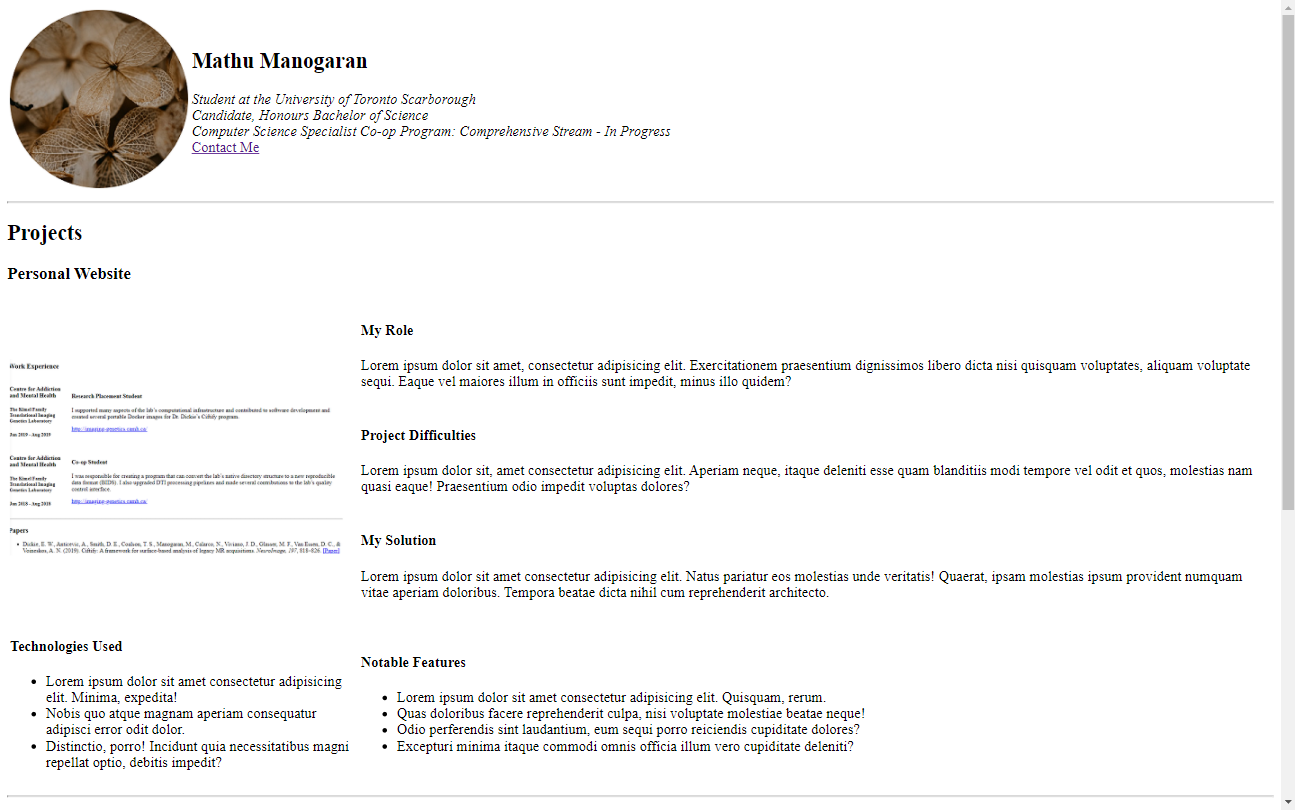 Mathu Manogaran
Student at the University of Toronto Scarborough
Candidate, Honours Bachelor of Science
Computer Science Specialist Co-op Program: Comprehensive Stream - In Progress
Contact Me
Projects
Personal Website
Work Experience
Centre for Addiction
and Mental Health
The Kimel Family
Translational Imaging
Genetics Laboratory
Jun 2019 - Aug 2019
Research Placement Student
I supported many aspects of the lab's computational infrastructure and contributed to software development and
created several portable Docker images for Dr. Dickie's Ciftify program.
http://imaging-genetics.camh.ca/
Centre for Addiction
and Mental Health
The Kimel Family
Translational Imaging
Genetics Laboratory
Jun 2018 - Aug 2018
Co-op Student
I was responsible for creating a program that can convert the lab's native directory structure to a new reproducible
data format (BIDS). I also upgraded DTI processing pipelines and made several contributions to the lab's quality
control interface.
http://imaging-genetics.camh.ca/
Papers
Dickie, E. W., Anticevic, A., Smith, D. E., Coalson, T. S., Manogaran, M., Calarco, N., Viviano, J. D., Glasser, M. F., Van Essen, D. C., &
Voineskos, A. N. (2019). Ciftify: A framework for surface-based analysis of legacy MR acquisitions. NeuroImage, 197, 818-826. [Paper]
My Role
Lorem ipsum dolor sit amet, consectetur adipisicing elit. Exercitationem praesentium dignissimos libero dicta nisi quisquam voluptates, aliquam voluptate
sequi. Eaque vel maiores illum in officiis sunt impedit, minus illo quidem?
Project Difficulties
Lorem ipsum dolor sit, amet consectetur adipisicing elit. Aperiam neque, itaque deleniti esse quam blanditiis modi tempore vel odit et quos, molestias nam
quasi eaque! Praesentium odio impedit voluptas dolores?
My Solution
Lorem ipsum dolor sit amet consectetur adipisicing elit. Natus pariatur eos molestias unde veritatis! Quaerat, ipsam molestias ipsum provident numquam
vitae aperiam doloribus. Tempora beatae dicta nihil cum reprehenderit architecto.
Technologies Used
Lorem ipsum dolor sit amet consectetur adipisicing
elit. Minima, expedita!
Nobis quo atque magnam aperiam consequatur
adipisci error odit dolor.
Distinctio, porro! Incidunt quia necessitatibus magni
repellat optio, debitis impedit?
Notable Features
Lorem ipsum dolor sit amet consectetur adipisicing elit. Quisquam, rerum.
Quas doloribus facere reprehenderit culpa, nisi voluptate molestiae beatae neque!
Odio perferendis sint laudantium, eum sequi porro reiciendis cupiditate dolores?
Excepturi minima itaque commodi omnis officia illum vero cupiditate deleniti?